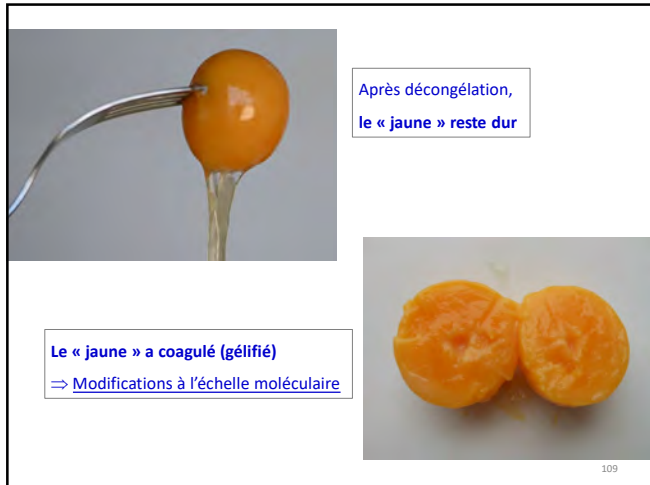 Après décongélation,
le « jaune » reste dur
Le « jaune » a coagulé (gélifié)
⇒ Modifications à l’échelle moléculaire
109